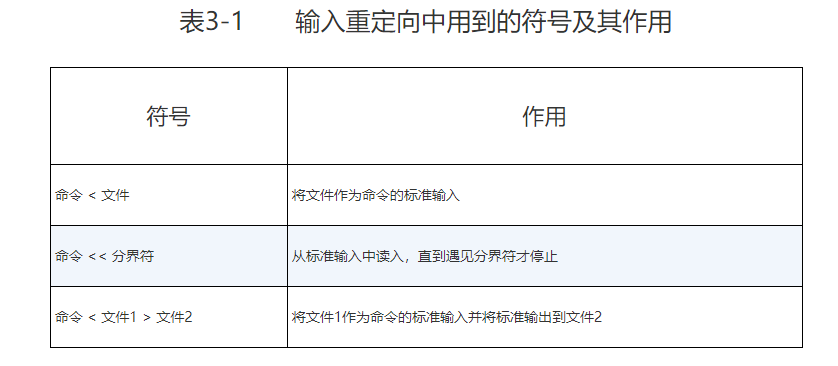 表3-1 输入重定向中用到的符号及其作用
符号 作用
命令 < 文件 将文件作为命令的标准输入
命令 << 分界符 从标准输入中读入，直到遇见分界符才停止
命令 < 文件1 > 文件2 将文件1作为命令的标准输入并将标准输出到文件2